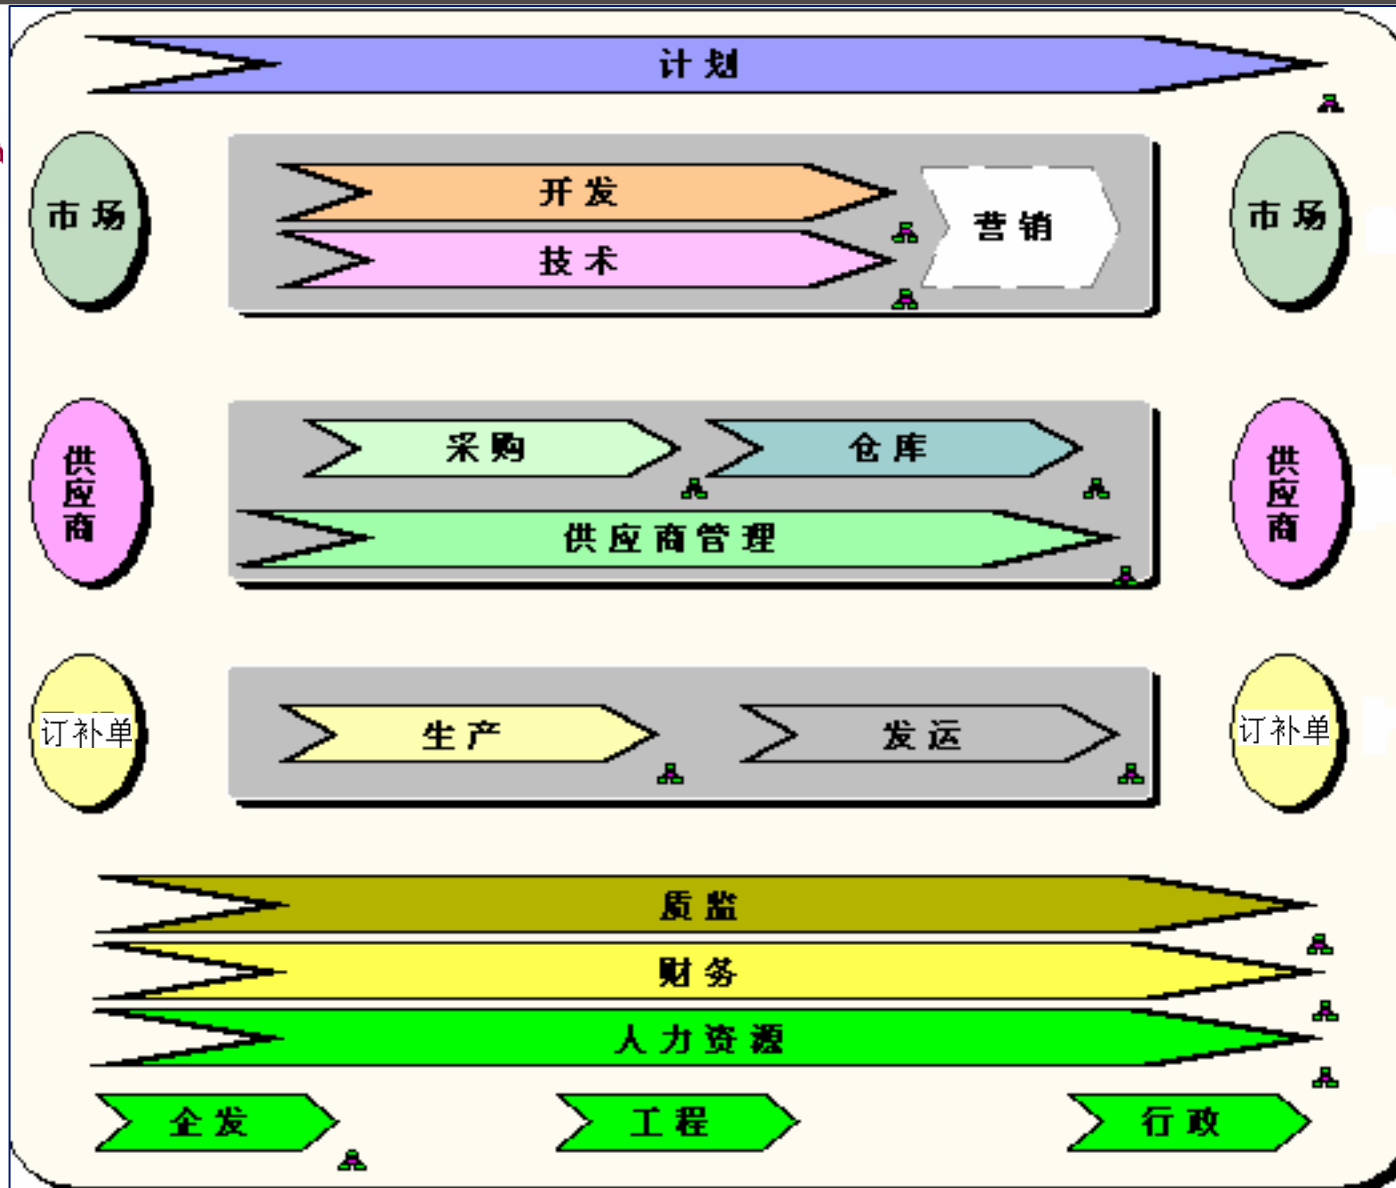 计划
市场
开发
技术
营销
市场
供应商
采购
仓库
供应商管理
供应商
订补单
生产
发运
订补单
质监
财务
人力资源
企发
工程
行政